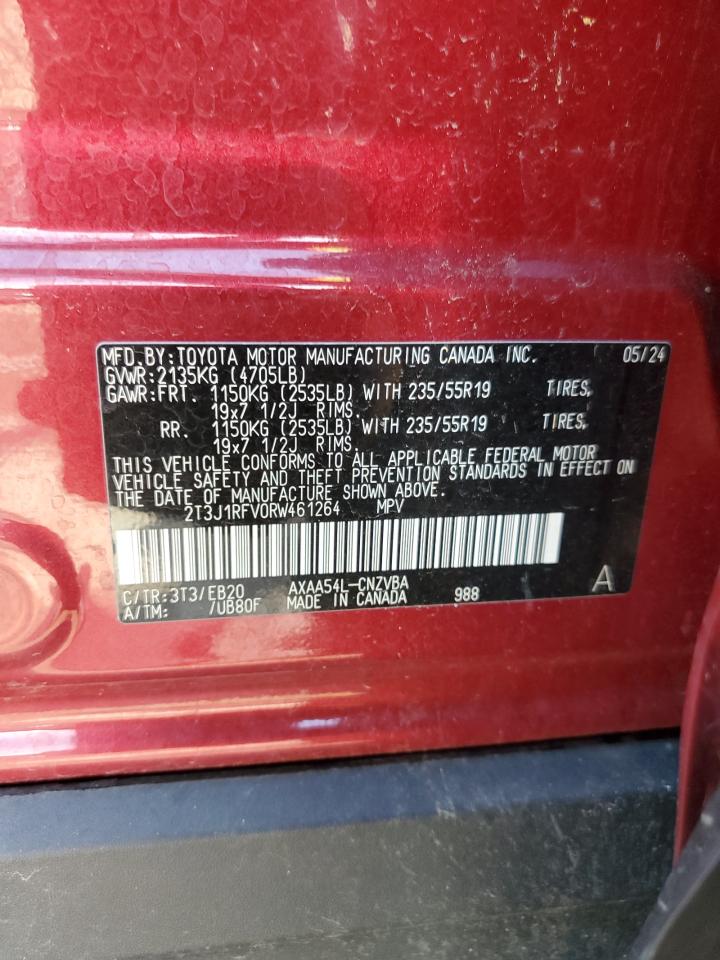 MFD.BY:TOYOTA MOTOR MANUFACTURING CANADA INC. 05/24
GVWR:2135KG (4705LB)
GAWR:FRT. 1150KG (2535LB) WITH 235/55R19 TIRES,
19x7 1/2J RIMS.
RR. 1150KG (2535LB) WITH 235/55R19 TIRES,
19x7 1/2J RIMS.
THIS VEHICLE CONFORMS TO ALL APPLICABLE FEDERAL MOTOR
VEHICLE SAFETY AND THEFT PREVENTION STANDARDS IN EFFECT ON
THE DATE OF MANUFACTURE SHOWN ABOVE.
2T3J1RFV0RW461264 MPV
C/TR:3T3/EB20 AXAA54L-CNZVBA A
A/TM: /UB80F MADE IN CANADA 988